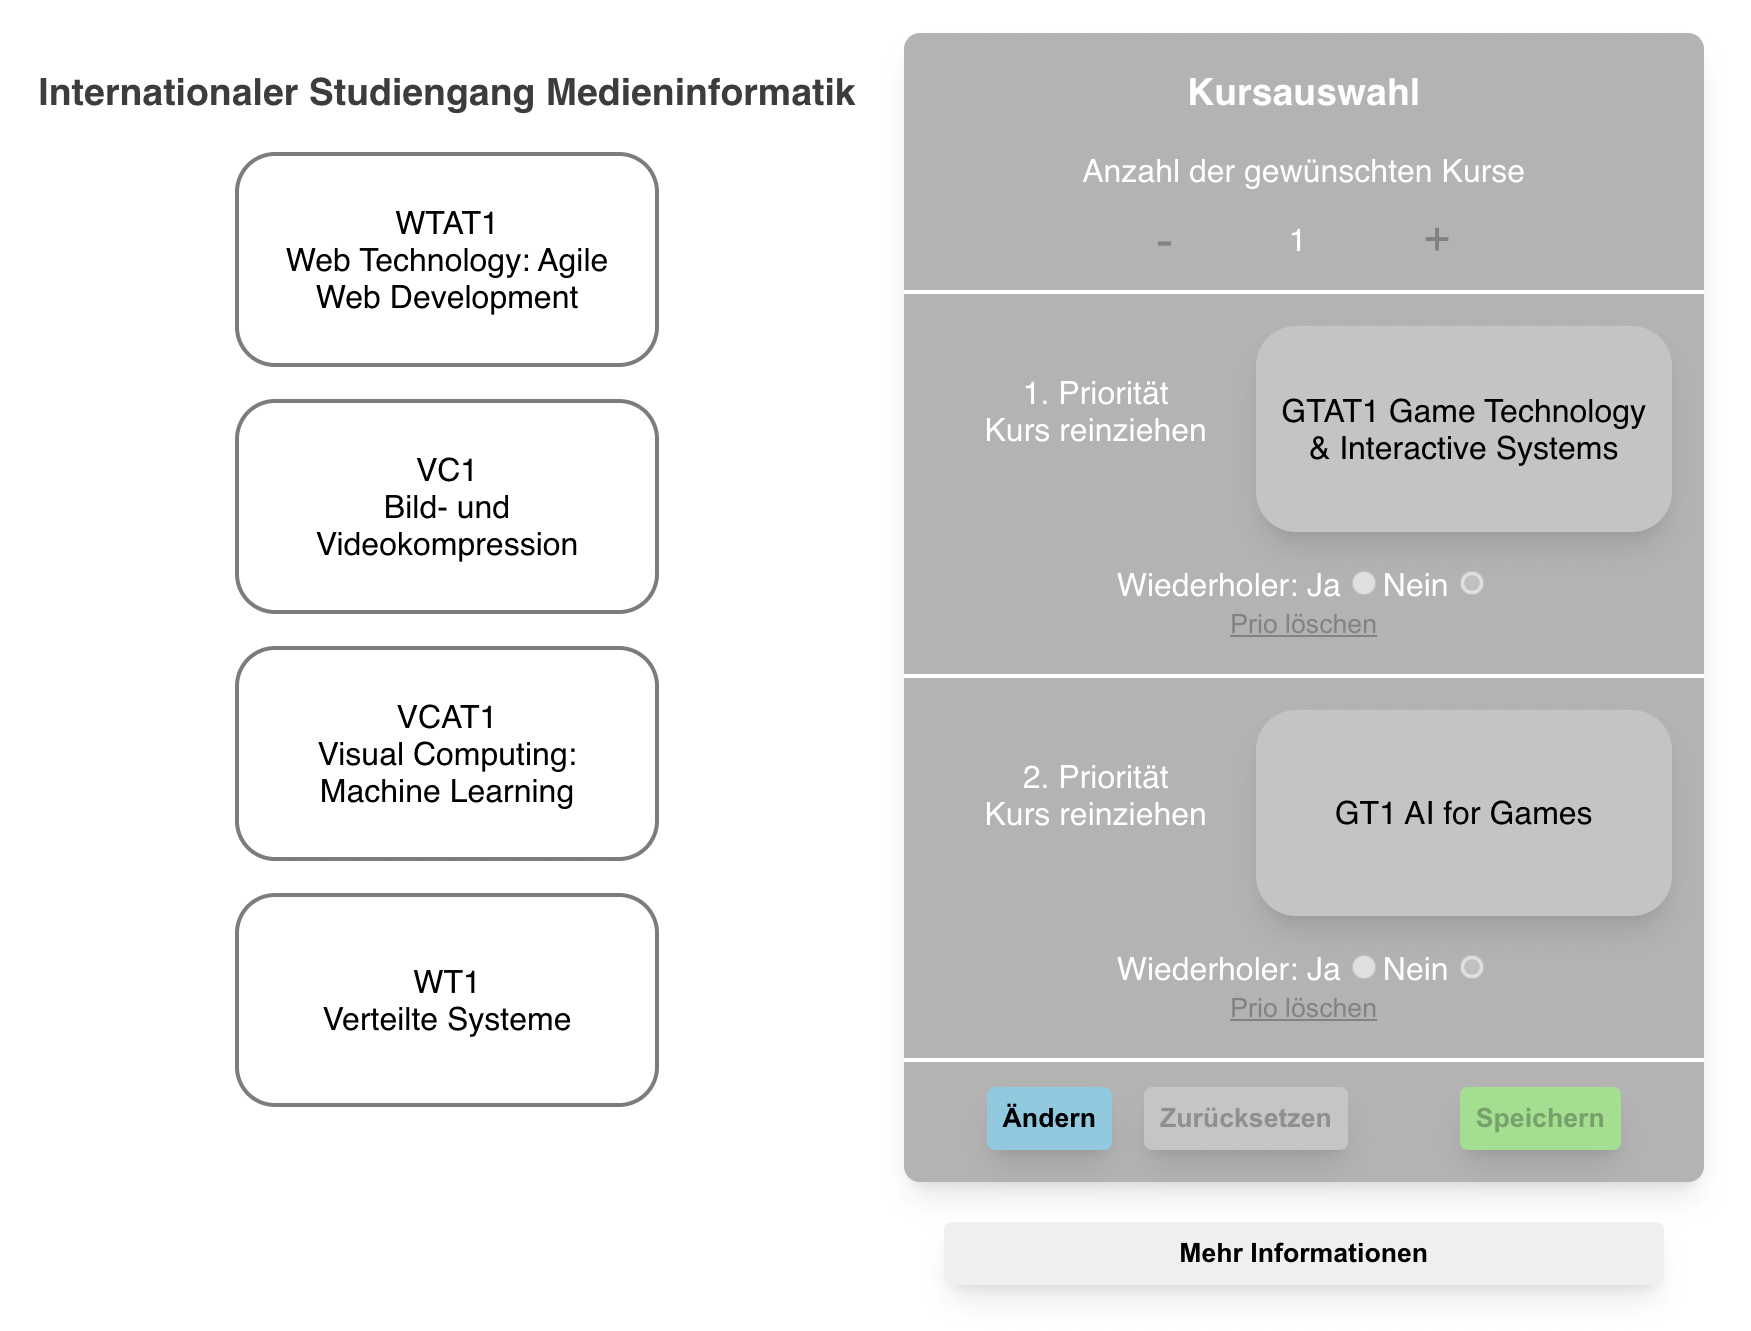 Internationaler Studiengang Medieninformatik
WTAT1
Web Technology: Agile
Web Development
VC1
Bild- und
Videokompression
VCAT1
Visual Computing:
Machine Learning
WT1
Verteilte Systeme
Kursauswahl
Anzahl der gewünschten Kurse
- 1 +
1. Priorität
Kurs reinziehen
GTAT1 Game Technology
& Interactive Systems
Wiederholer: Ja Nein
Prio löschen
2. Priorität
Kurs reinziehen
GT1 AI for Games
Wiederholer: Ja Nein
Prio löschen
Ändern Zurücksetzen Speichern
Mehr Informationen